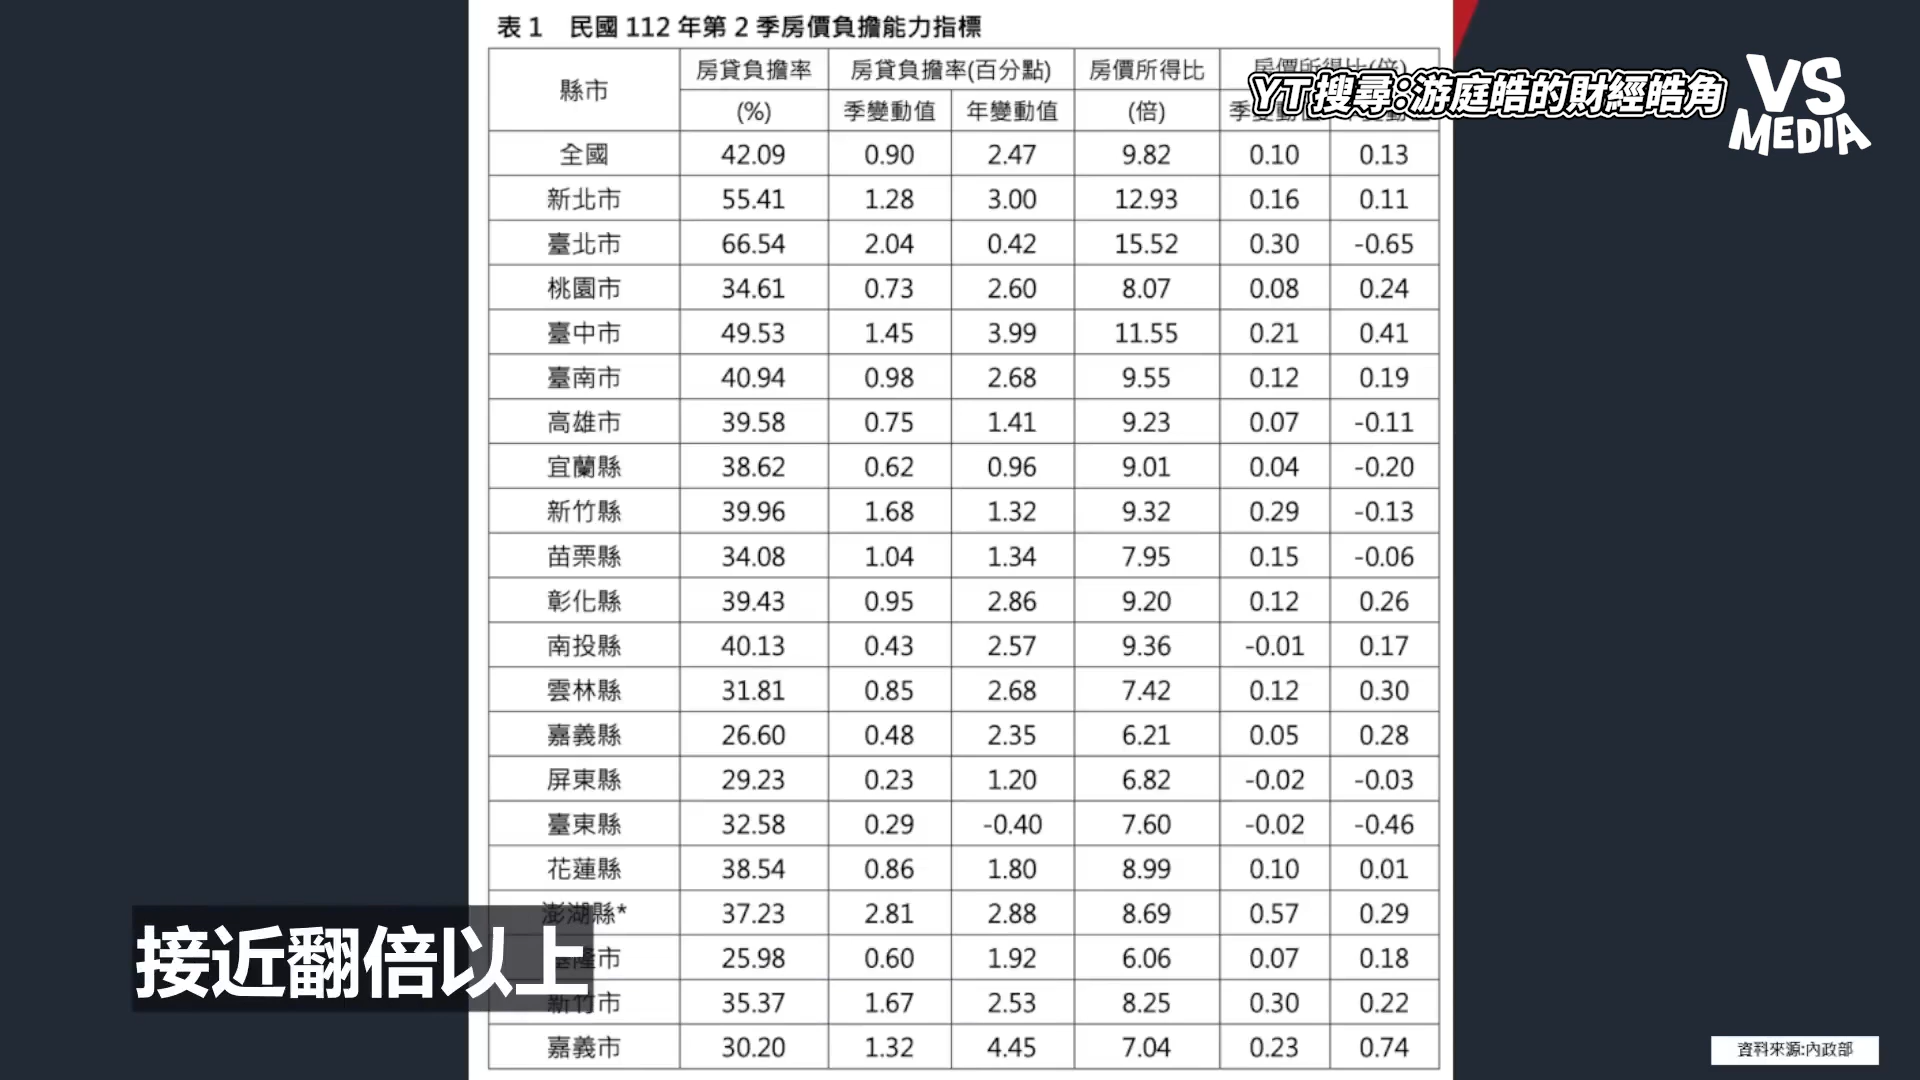 表 1 民國 112 年第 2 季房價負擔能力指標
縣市 房貸負擔率 房貸負擔率(百分點) 房價所得比 房價所得比(倍)
(%) 季變動值 年變動值 (倍)
YT搜尋:游庭皓的財經皓角
VS
MEDIA
全國 42.09 0.90 2.47 9.82 0.10 0.13
新北市 55.41 1.28 3.00 12.93 0.16 0.11
臺北市 66.54 2.04 0.42 15.52 0.30 -0.65
桃園市 34.61 0.73 2.60 8.07 0.08 0.24
臺中市 49.53 1.45 3.99 11.55 0.21 0.41
臺南市 40.94 0.98 2.68 9.55 0.12 0.19
高雄市 39.58 0.75 1.41 9.23 0.07 -0.11
宜蘭縣 38.62 0.62 0.96 9.01 0.04 -0.20
新竹縣 39.96 1.68 1.32 9.32 0.29 -0.13
苗栗縣 34.08 1.04 1.34 7.95 0.15 -0.06
彰化縣 39.43 0.95 2.86 9.20 0.12 0.26
南投縣 40.13 0.43 2.57 9.36 -0.01 0.17
雲林縣 31.81 0.85 2.68 7.42 0.12 0.30
嘉義縣 26.60 0.48 2.35 6.21 0.05 0.28
屏東縣 29.23 0.23 1.20 6.82 -0.02 -0.03
臺東縣 32.58 0.29 -0.40 7.60 -0.02 -0.46
花蓮縣 38.54 0.86 1.80 8.99 0.10 0.01
澎湖縣* 37.23 2.81 2.88 8.69 0.57 0.29
25.98 0.60 1.92 6.06 0.07 0.18
新竹市 35.37 1.67 2.53 8.25 0.30 0.22
嘉義市 30.20 1.32 4.45 7.04 0.23 0.74
接近翻倍以上
資料來源:內政部